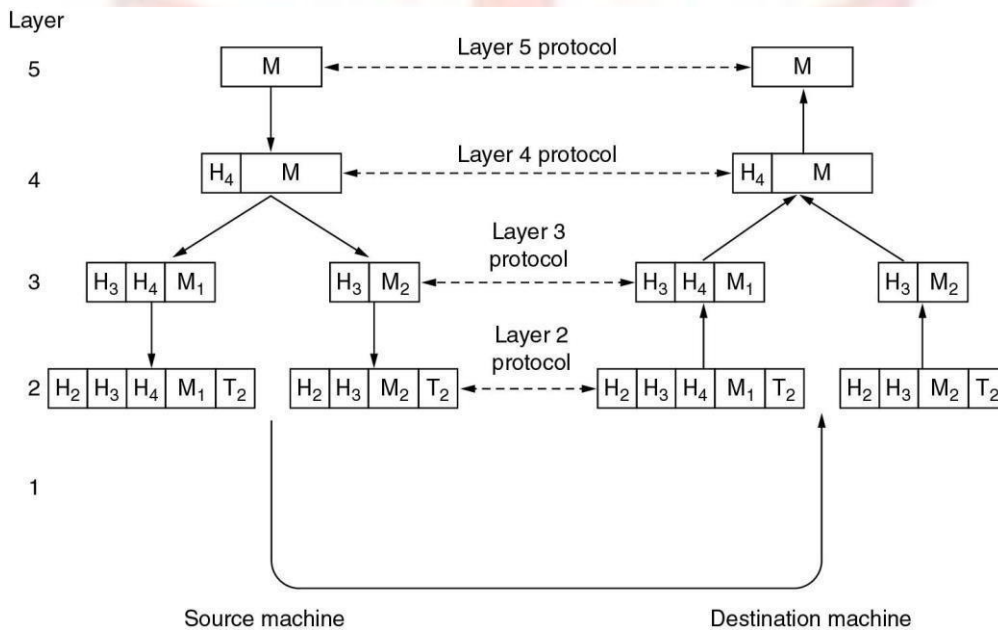 Layer
Layer 5 protocol
5 M M
Layer 4 protocol
4 H₄ M H₄ M
Layer 3
protocol
3 H₃ H₄ M₁ H₃ M₂ H₃ H₄ M₁ H₃ M₂
Layer 2
protocol
2 H₂ H₃ H₄ M₁ T₂ H₂ H₃ M₂ T₂ H₂ H₃ H₄ M₁ T₂ H₂ H₃ M₂ T₂
1
Source machine Destination machine